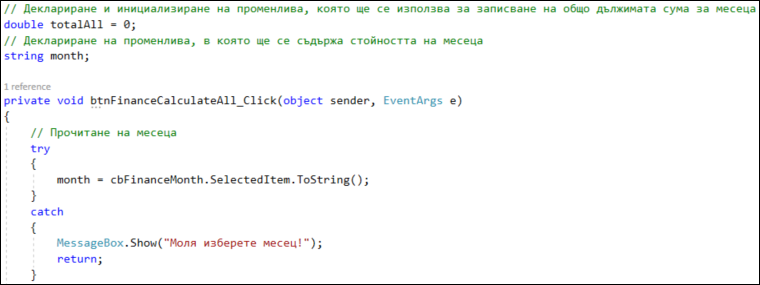 // Деклариране и инициализиране на променлива, която ще се използва за записване на общо дължимата сума за месеца
double totalAll = 0;
// Деклариране на променлива, в която ще се съдържа стойността на месеца
string month;
1 reference
private void btnFinanceCalculateAll_Click(object sender, EventArgs e)
{
// Прочитане на месеца
try
{
month = cbFinanceMonth.SelectedItem.ToString();
}
catch
{
MessageBox.Show("Моля изберете месец!");
return;
}